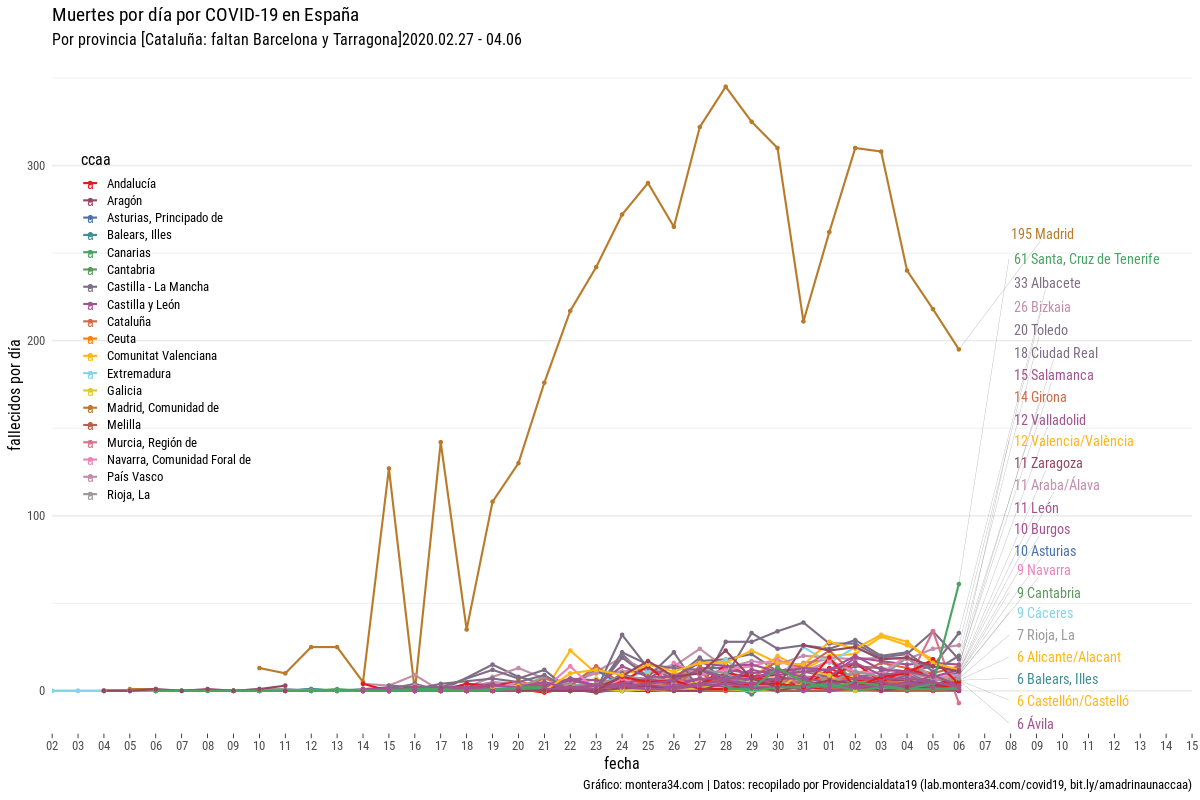 Muertes por día por COVID-19 en España
Por provincia [Cataluña: faltan Barcelona y Tarragona]2020.02.27 - 04.06
fallecidos por día
300
200
100
0
ccaa
Andalucía
Aragón
Asturias, Principado de
Balears, Illes
Canarias
Cantabria
Castilla - La Mancha
Castilla y León
Cataluña
Ceuta
Comunitat Valenciana
Extremadura
Galicia
Madrid, Comunidad de
Melilla
Murcia, Región de
Navarra, Comunidad Foral de
País Vasco
Rioja, La
195 Madrid
61 Santa, Cruz de Tenerife
33 Albacete
26 Bizkaia
20 Toledo
18 Ciudad Real
15 Salamanca
14 Girona
12 Valladolid
12 Valencia/València
11 Zaragoza
11 Araba/Álava
11 León
10 Burgos
10 Asturias
9 Navarra
9 Cantabria
9 Cáceres
7 Rioja, La
6 Alicante/Alacant
6 Balears, Illes
6 Castellón/Castelló
6 Ávila
02 03 04 05 06 07 08 09 10 11 12 13 14 15 16 17 18 19 20 21 22 23 24 25 26 27 28 29 30 31 01 02 03 04 05 06 07 08 09 10 11 12 13 14 15
fecha
Gráfico: montera34.com | Datos: recopilado por Providencialdata19 (lab.montera34.com/covid19, bit.ly/amadrinaunaccaa)